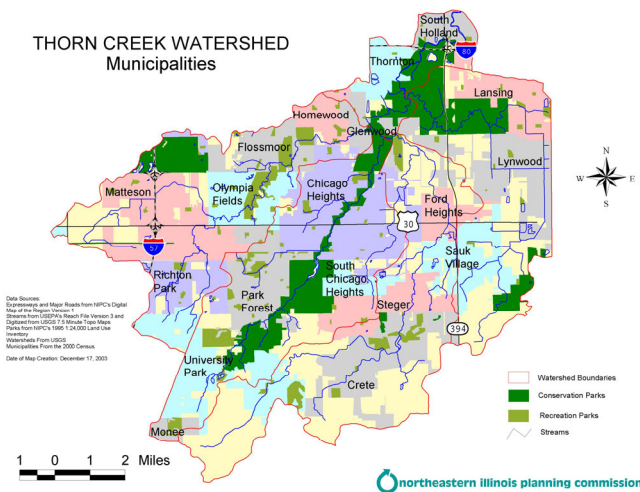 THORN CREEK WATERSHED
Municipalities
South
Holland
80
Thornton
Lansing
Homewood
Glenwood
Flossmoor
Lynwood
N
W E
S
Matteson
Olympia
Fields
Chicago
Heights
Ford
Heights
30
57
Sauk
Village
Richton
Park
South
Chicago
Heights
Park
Forest
Steger
394
University
Park
Crete
Monee
Data Sources:
Expressways and Major Roads from NIPC's Digital
Map of the Region Version 1
Streams from USEPA's Reach File Version 3 and
Digitized from USGS 7.5 Minute Topo Maps
Parks from NIPC's 1995 1:24,000 Land Use
Inventory
Watersheds From USGS
Municipalities From the 2000 Census
Date of Map Creation: December 17, 2003
Watershed Boundaries
Conservation Parks
Recreation Parks
Streams
1 0 1 2 Miles
northeastern illinois planning commission